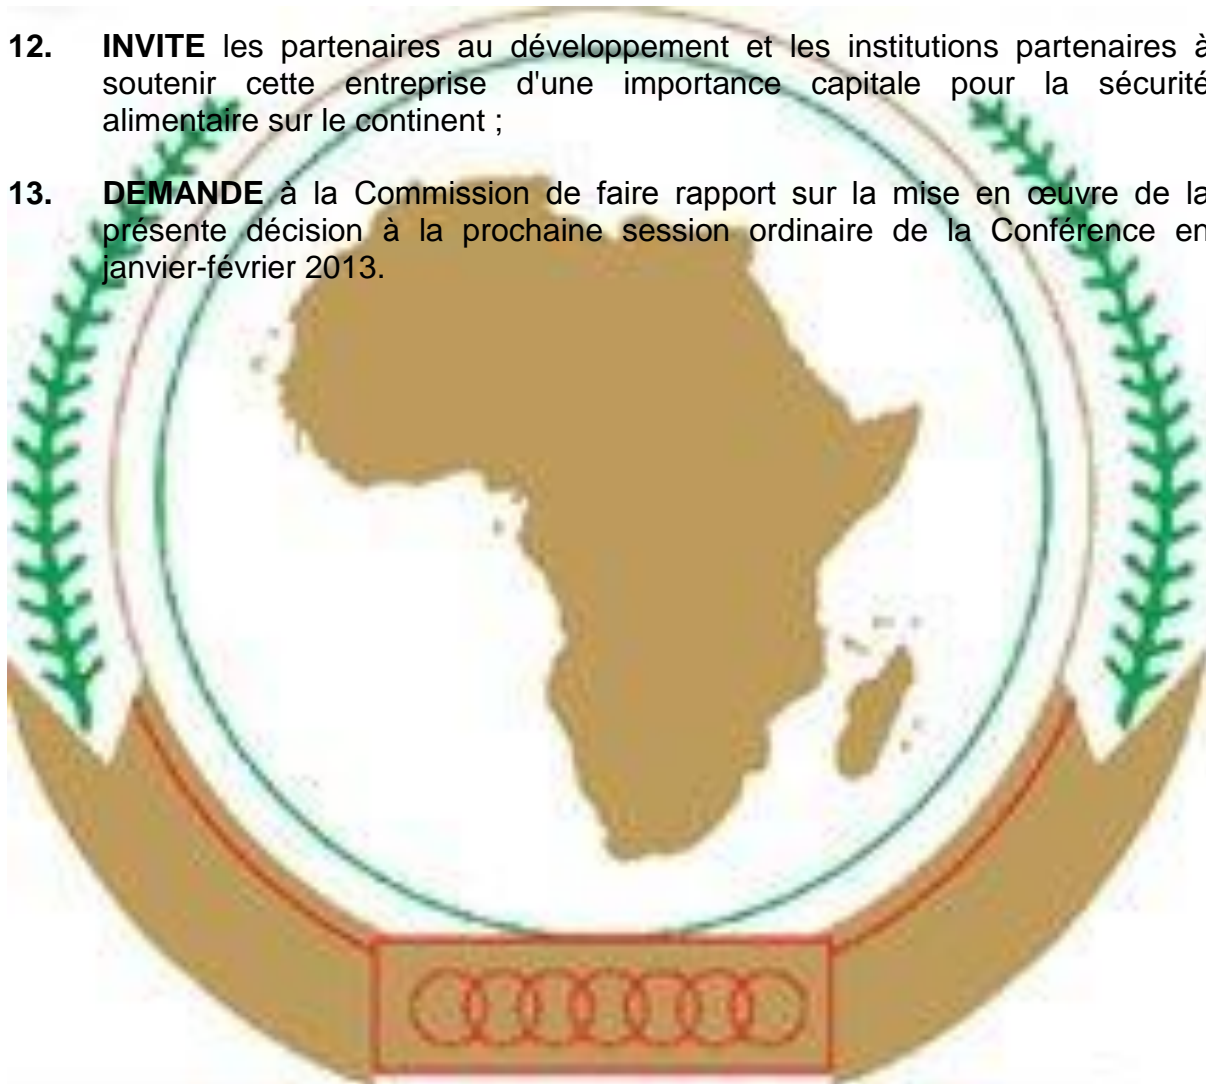 12. INVITE les partenaires au développement et les institutions partenaires à
soutenir cette entreprise d'une importance capitale pour la sécurité
alimentaire sur le continent ;
13. DEMANDE à la Commission de faire rapport sur la mise en œuvre de la
présente décision à la prochaine session ordinaire de la Conférence en
janvier-février 2013.